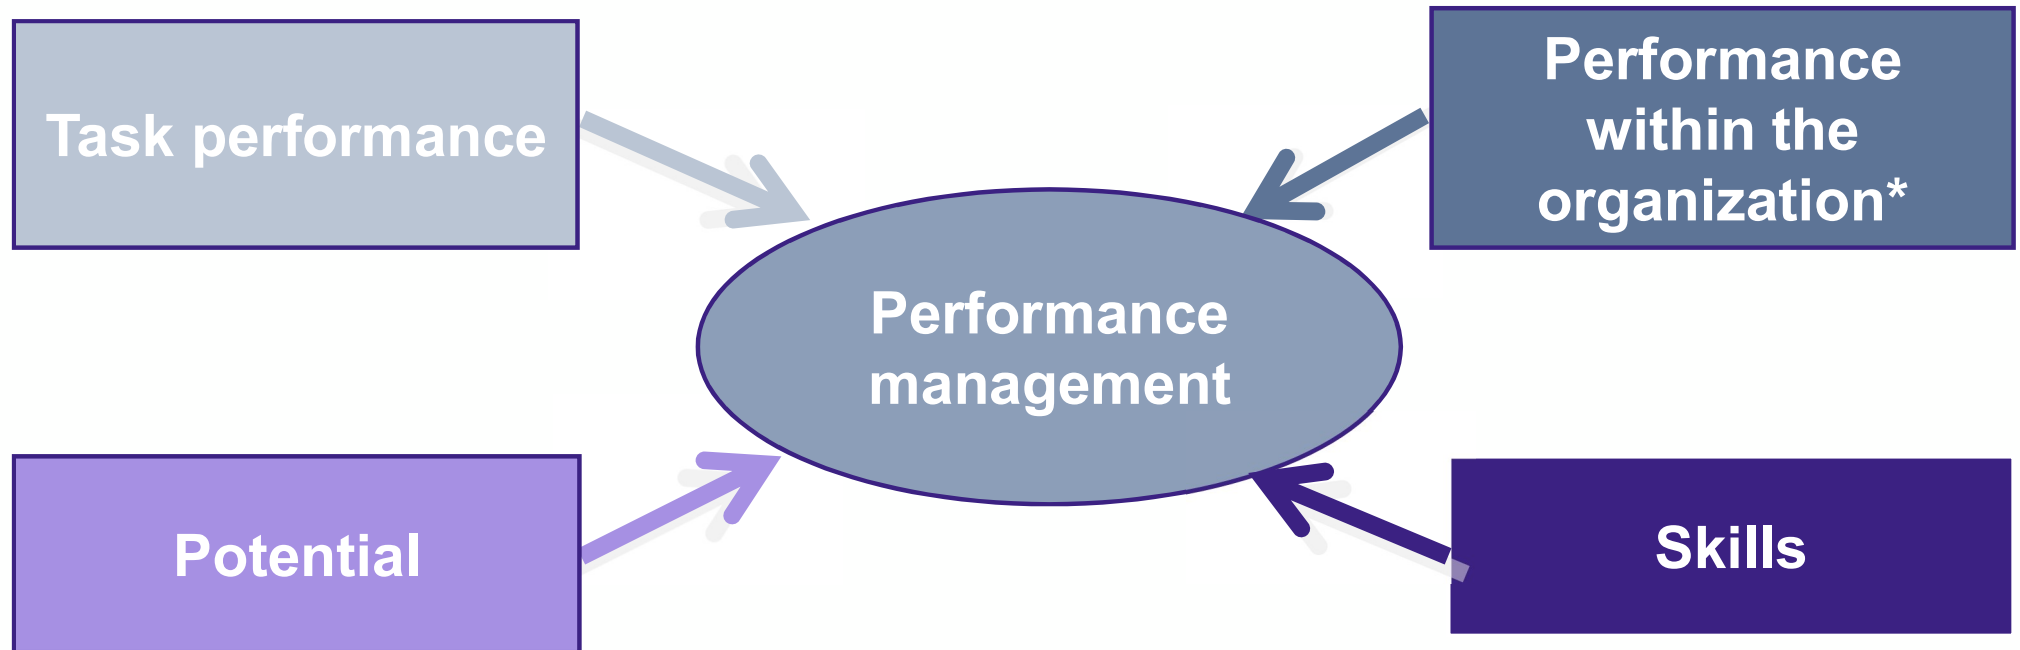 Task performance
Performance
within the
organization*
Performance
management
Potential
Skills